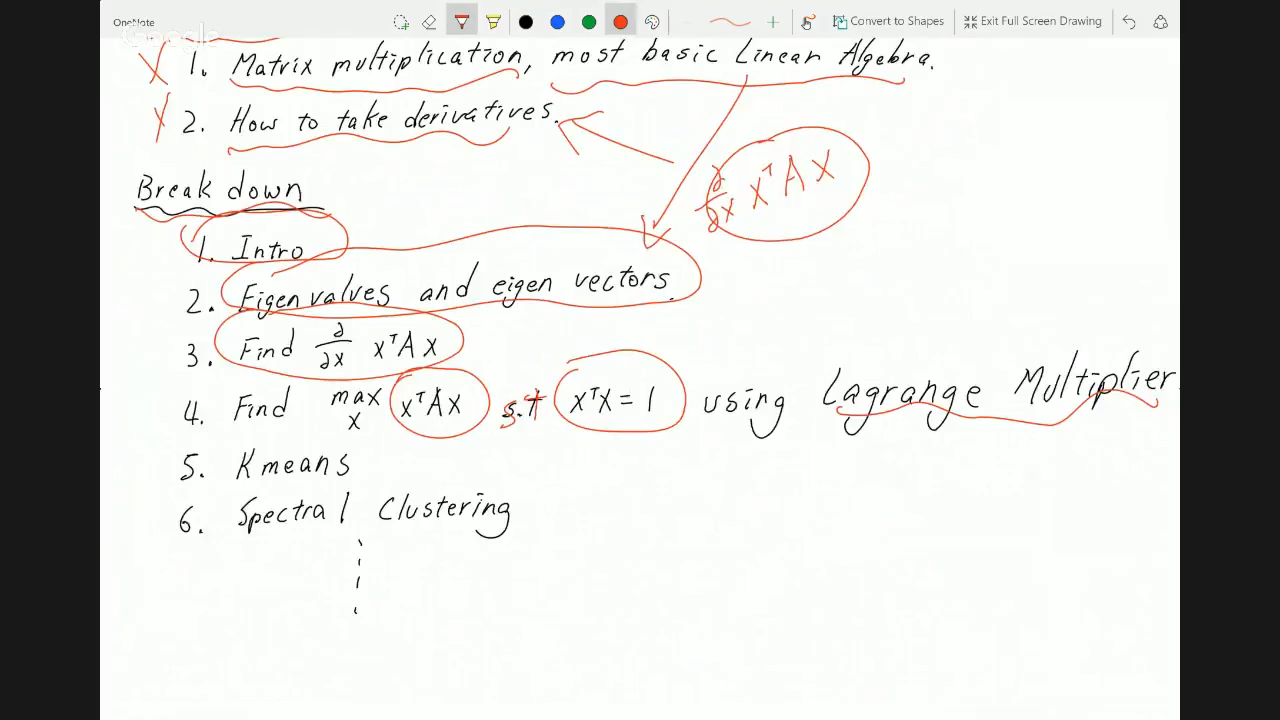 OneNote
Convert to Shapes
Exit Full Screen Drawing
Google
X 1. Matrix multiplication, most basic Linear Algebra.
X 2. How to take derivatives.
∂/∂x xᵀAx
Break down
1. Intro
2. Eigenvalves and eigen vectors.
3. Find ∂/∂x xᵀAx
4. Find max x xᵀAx s.t xᵀx = 1 using Lagrange Multiplier.
5. Kmeans
6. Spectral Clustering